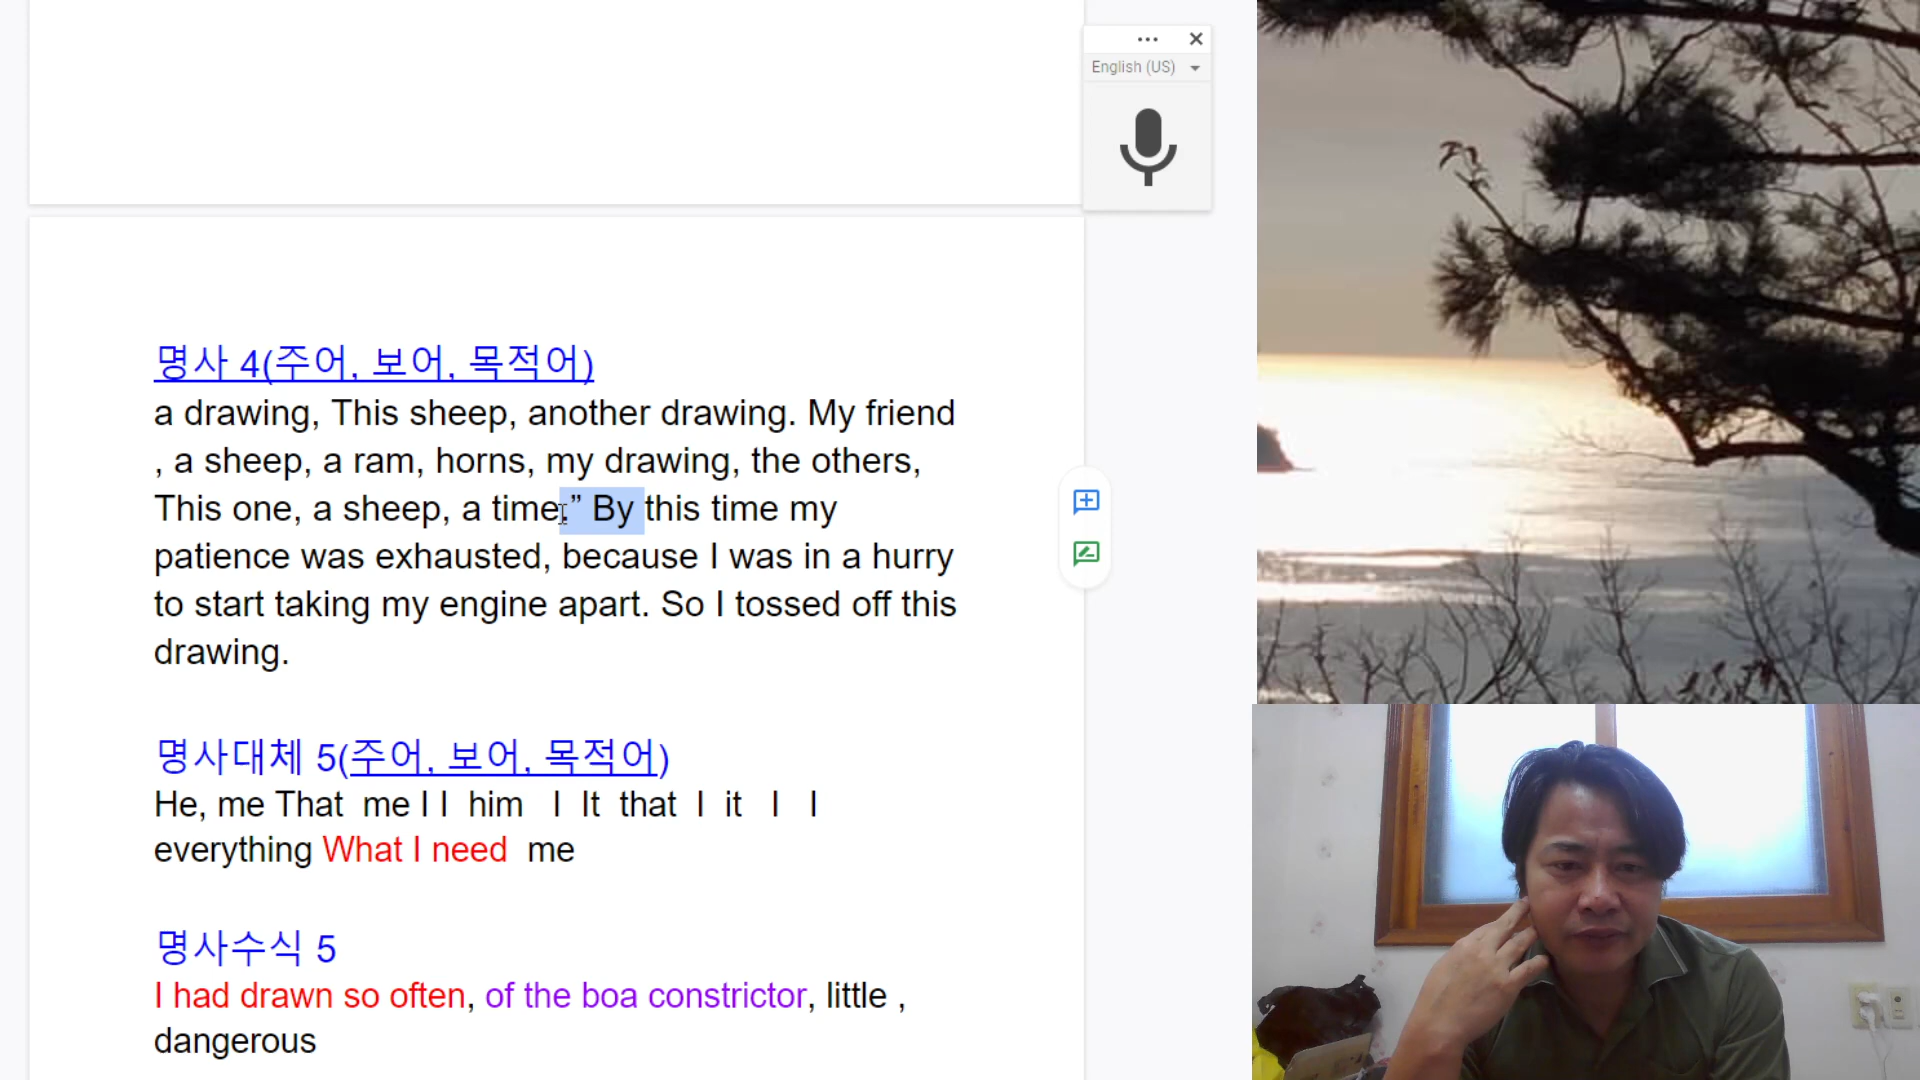 English (US)
명사 4(주어, 보어, 목적어)
a drawing, This sheep, another drawing. My friend
, a sheep, a ram, horns, my drawing, the others,
This one, a sheep, a time.” By this time my
patience was exhausted, because I was in a hurry
to start taking my engine apart. So I tossed off this
drawing.
명사대체 5(주어, 보어, 목적어)
He, me That me I I him I It that I it I I
everything What I need me
명사수식 5
I had drawn so often, of the boa constrictor, little ,
dangerous